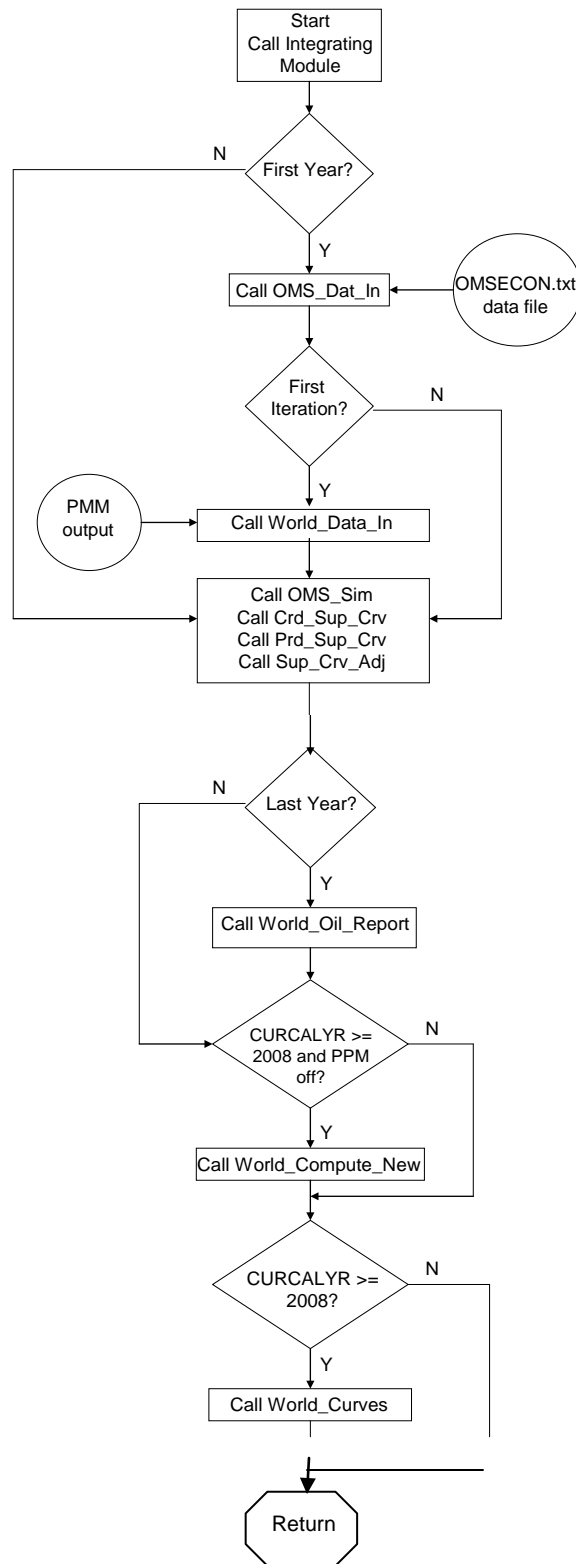 Start
Call Integrating
Module
N
First Year?
Y
Call OMS_Dat_In
OMSECON.txt
data file
First
Iteration?
N
Y
PMM
output
Call World_Data_In
Call OMS_Sim
Call Crd_Sup_Crv
Call Prd_Sup_Crv
Call Sup_Crv_Adj
N
Last Year?
Y
Call World_Oil_Report
CURCALYR >=
2008 and PPM
off?
N
Y
Call World_Compute_New
CURCALYR >=
2008?
N
Y
Call World_Curves
Return